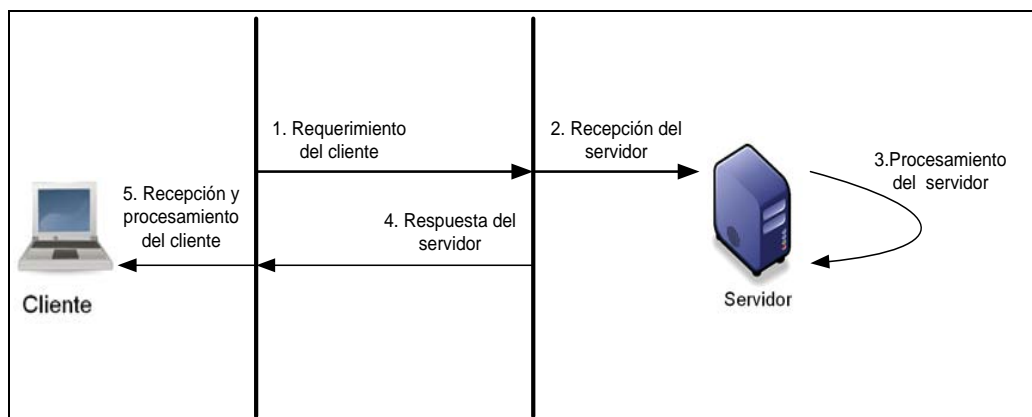 1. Requerimiento
del cliente
2. Recepción del
servidor
3.Procesamiento
del servidor
5. Recepción y
procesamiento
del cliente
4. Respuesta del
servidor
Cliente
Servidor